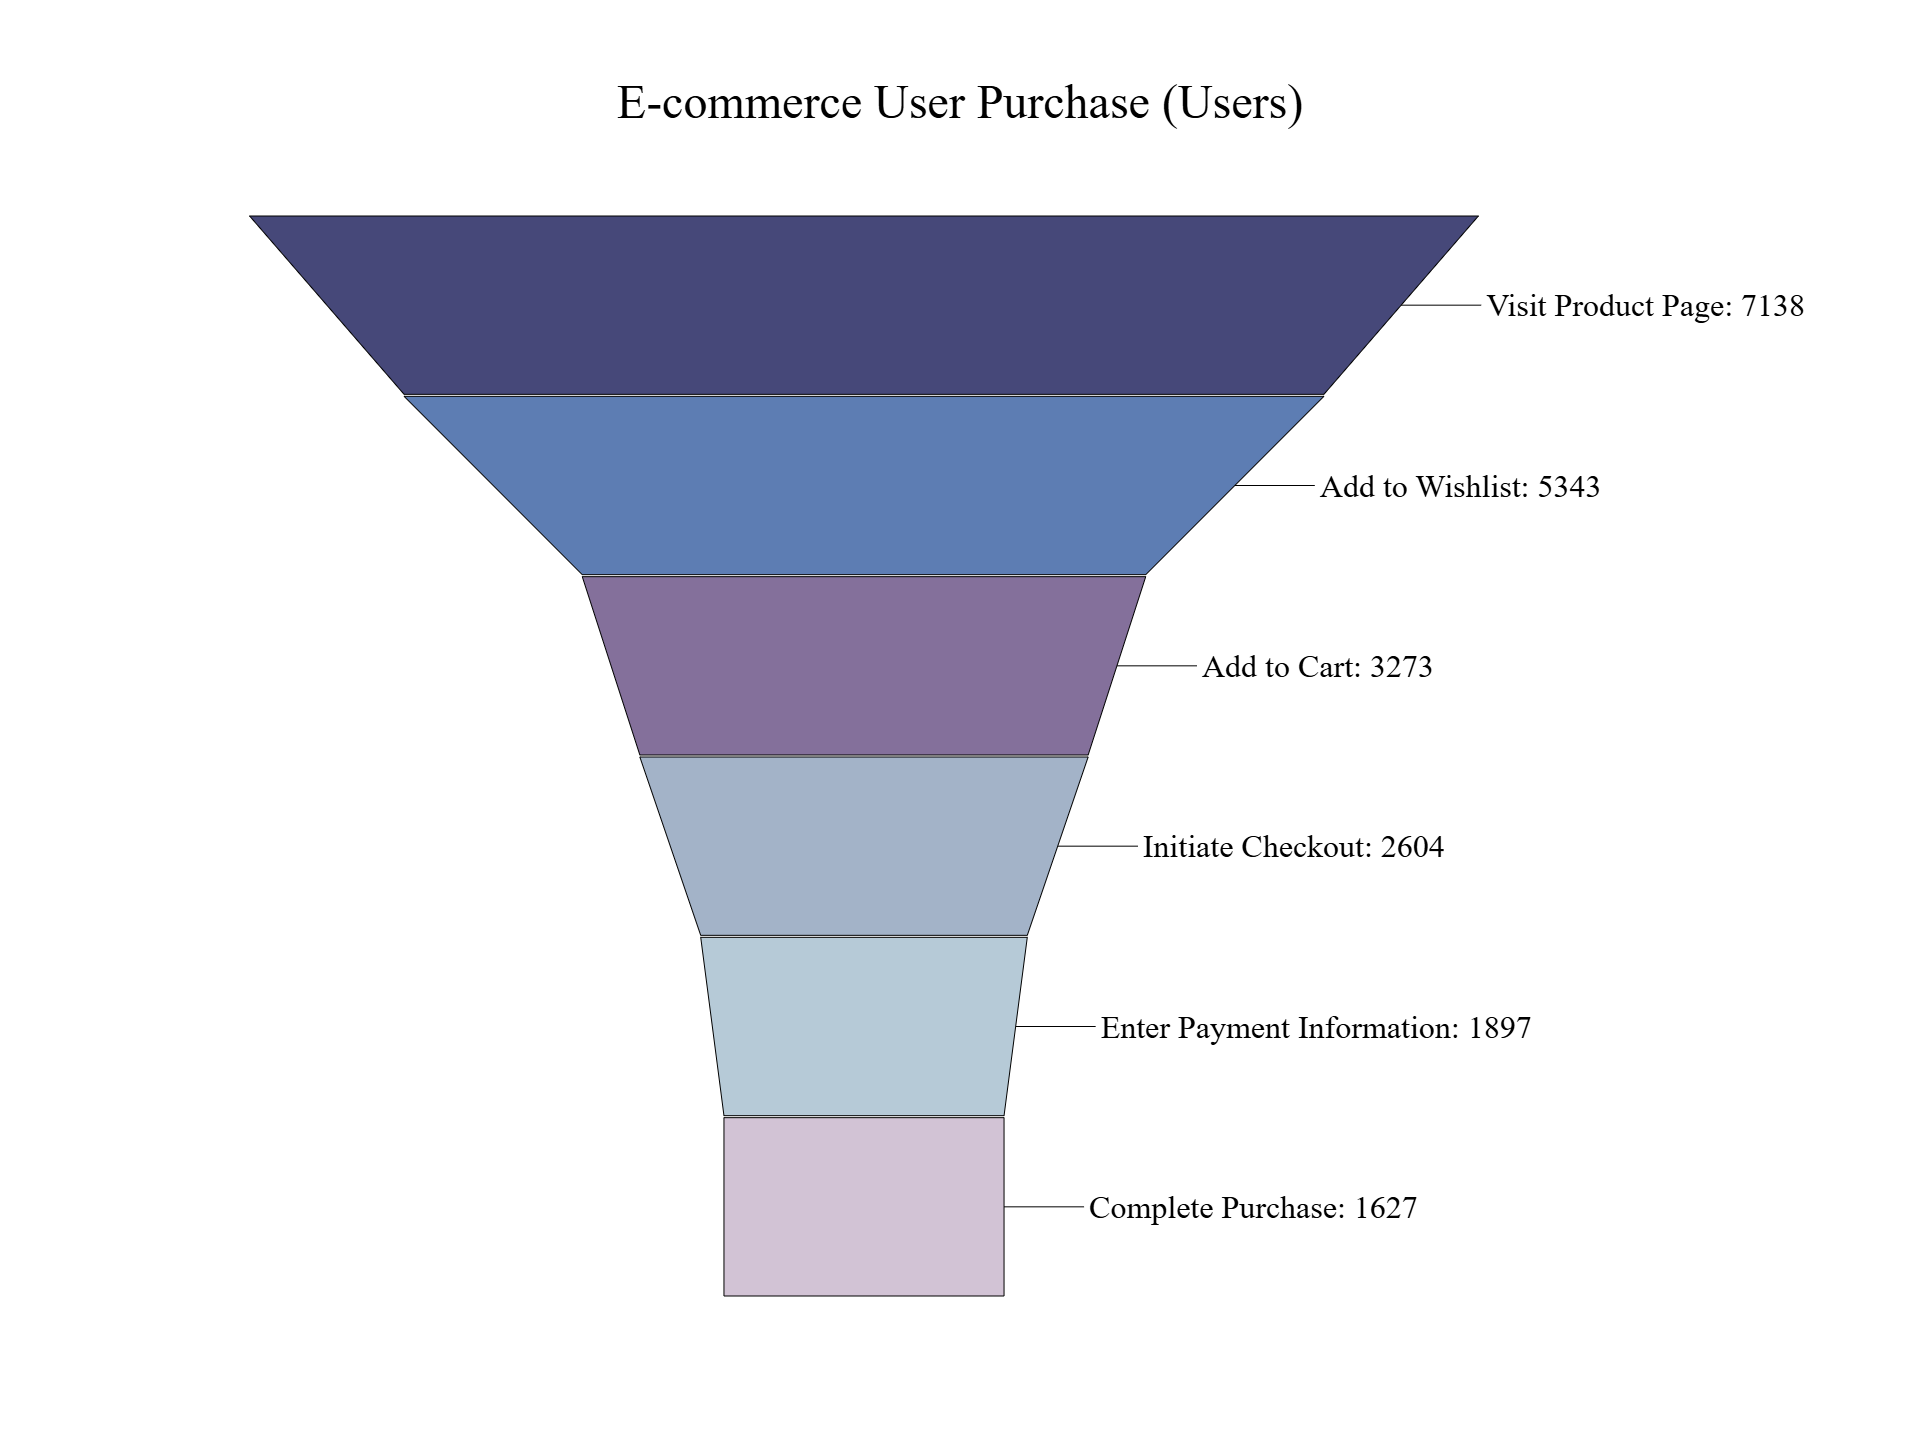 E-commerce User Purchase (Users)
Visit Product Page: 7138
Add to Wishlist: 5343
Add to Cart: 3273
Initiate Checkout: 2604
Enter Payment Information: 1897
Complete Purchase: 1627